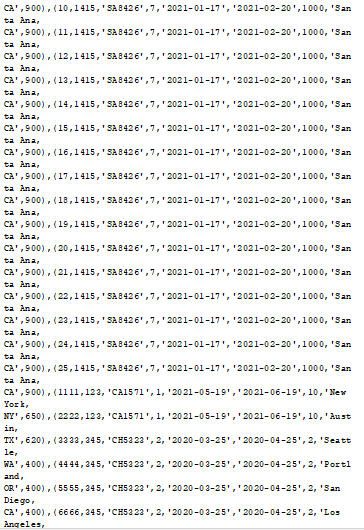 CA',900),(10,1415,'SA8426',7,'2021-01-17','2021-02-20',1000,'San
ta Ana,
CA',900),(11,1415,'SA8426',7,'2021-01-17','2021-02-20',1000,'San
ta Ana,
CA',900),(12,1415,'SA8426',7,'2021-01-17','2021-02-20',1000,'San
ta Ana,
CA',900),(13,1415,'SA8426',7,'2021-01-17','2021-02-20',1000,'San
ta Ana,
CA',900),(14,1415,'SA8426',7,'2021-01-17','2021-02-20',1000,'San
ta Ana,
CA',900),(15,1415,'SA8426',7,'2021-01-17','2021-02-20',1000,'San
ta Ana,
CA',900),(16,1415,'SA8426',7,'2021-01-17','2021-02-20',1000,'San
ta Ana,
CA',900),(17,1415,'SA8426',7,'2021-01-17','2021-02-20',1000,'San
ta Ana,
CA',900),(18,1415,'SA8426',7,'2021-01-17','2021-02-20',1000,'San
ta Ana,
CA',900),(19,1415,'SA8426',7,'2021-01-17','2021-02-20',1000,'San
ta Ana,
CA',900),(20,1415,'SA8426',7,'2021-01-17','2021-02-20',1000,'San
ta Ana,
CA',900),(21,1415,'SA8426',7,'2021-01-17','2021-02-20',1000,'San
ta Ana,
CA',900),(22,1415,'SA8426',7,'2021-01-17','2021-02-20',1000,'San
ta Ana,
CA',900),(23,1415,'SA8426',7,'2021-01-17','2021-02-20',1000,'San
ta Ana,
CA',900),(24,1415,'SA8426',7,'2021-01-17','2021-02-20',1000,'San
ta Ana,
CA',900),(25,1415,'SA8426',7,'2021-01-17','2021-02-20',1000,'San
ta Ana,
CA',900),(1111,123,'CA1571',1,'2021-05-19','2021-06-19',10,'New
York,
NY',650),(2222,123,'CA1571',1,'2021-05-19','2021-06-19',10,'Aust
in,
TX',620),(3333,345,'CH5323',2,'2020-03-25','2020-04-25',2,'Seatt
le,
WA',400),(4444,345,'CH5323',2,'2020-03-25','2020-04-25',2,'Portl
and,
OR',400),(5555,345,'CH5323',2,'2020-03-25','2020-04-25',2,'San
Diego,
CA',400),(6666,345,'CH5323',2,'2020-03-25','2020-04-25',2,'Los
Angeles,